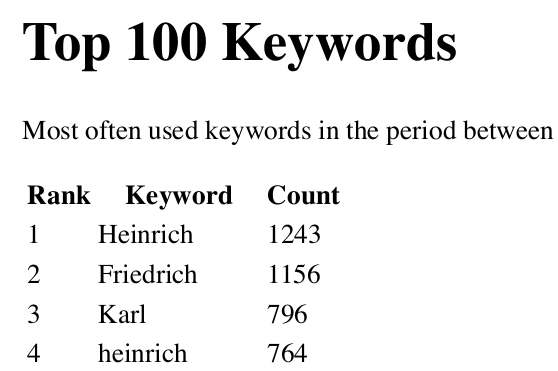 Top 100 Keywords
Most often used keywords in the period between
Rank Keyword Count
1 Heinrich 1243
2 Friedrich 1156
3 Karl 796
4 heinrich 764